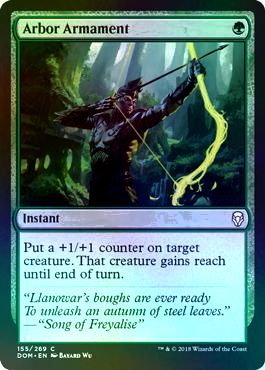 Arbor Armament
Instant
Put a +1/+1 counter on target
creature. That creature gains reach
until end of turn.
"Llanowar's boughs are ever ready
To unleash an autumn of steel leaves."
—"Song of Freyalise"
155/269 C
DOM • EN BAYARD WU
™ & © 2018 Wizards of the Coast